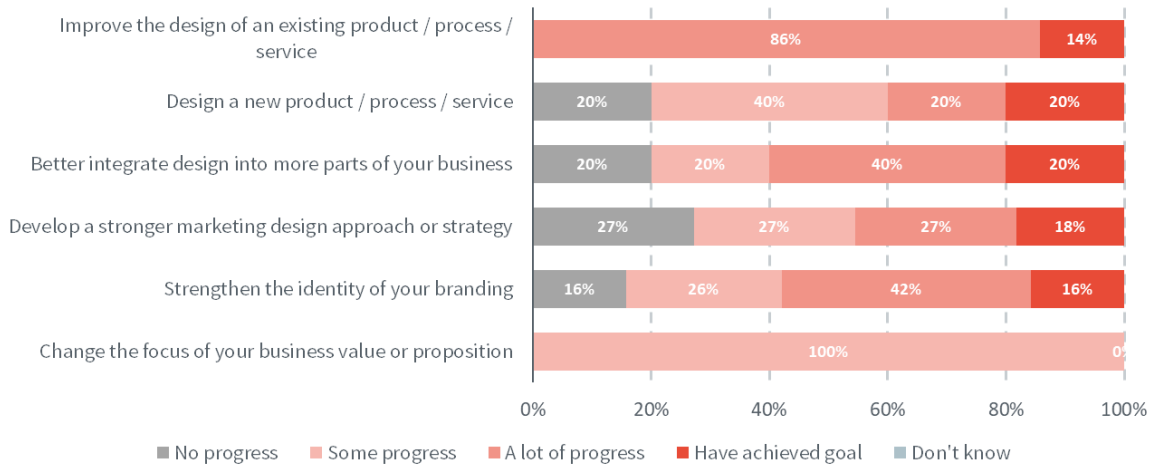 Improve the design of an existing product / process /
service
86%
14%
Design a new product / process / service
20%
40%
20%
20%
Better integrate design into more parts of your business
20%
20%
40%
20%
Develop a stronger marketing design approach or strategy
27%
27%
27%
18%
Strengthen the identity of your branding
16%
26%
42%
16%
Change the focus of your business value or proposition
100%
0%
0%
20%
40%
60%
80%
100%
No progress
Some progress
A lot of progress
Have achieved goal
Don't know